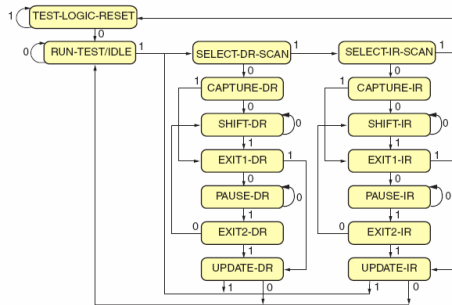 1 TEST-LOGIC-RESET
0
0 RUN-TEST/IDLE 1 SELECT-DR-SCAN 1 SELECT-IR-SCAN 1
0 0
1 CAPTURE-DR 1 CAPTURE-IR
0 0
SHIFT-DR 0 SHIFT-IR 0
1 1
EXIT1-DR 1 EXIT1-IR 1
0 0
PAUSE-DR 0 PAUSE-IR 0
1 1
0 EXIT2-DR 0 EXIT2-IR
1 1
UPDATE-DR UPDATE-IR
1 0 1 0